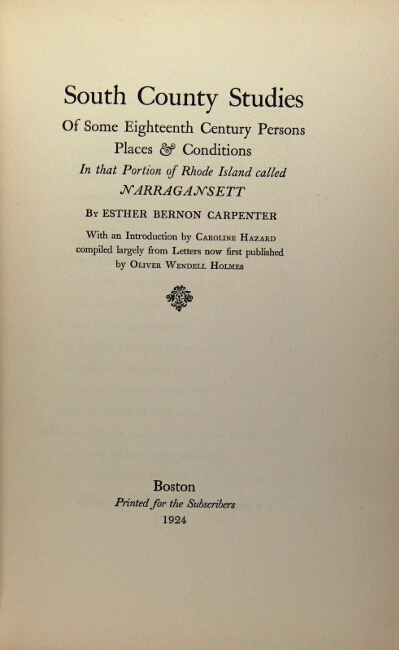 South County Studies
Of Some Eighteenth Century Persons
Places & Conditions
In that Portion of Rhode Island called
NARRAGANSETT
BY ESTHER BERNON CARPENTER
With an Introduction by CAROLINE HAZARD
compiled largely from Letters now first published
by OLIVER WENDELL HOLMES
Boston
Printed for the Subscribers
1924